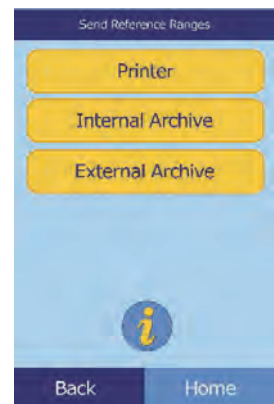 Send Reference Ranges
Printer
Internal Archive
External Archive
i
Back Home